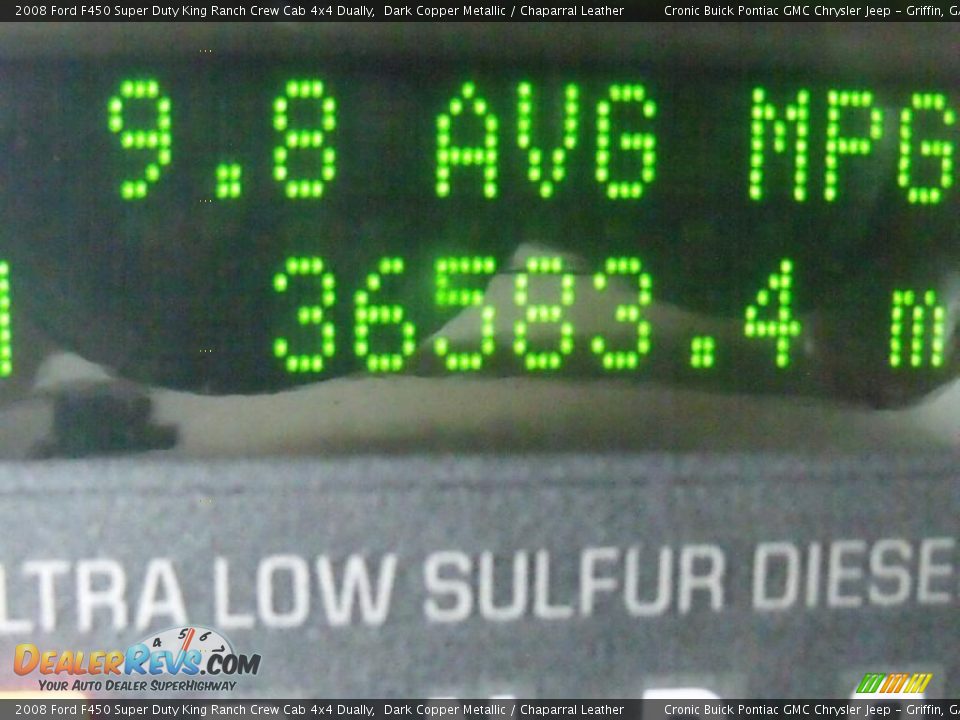 2008 Ford F450 Super Duty King Ranch Crew Cab 4x4 Dually, Dark Copper Metallic / Chaparral Leather Cronic Buick Pontiac GMC Chrysler Jeep - Griffin, GA
9.8 AVG MPG
36583.4 m
LTRA LOW SULFUR DIESE
4 5 6
DEALERREVS.COM
YOUR AUTO DEALER SUPERHIGHWAY
2008 Ford F450 Super Duty King Ranch Crew Cab 4x4 Dually, Dark Copper Metallic / Chaparral Leather Cronic Buick Pontiac GMC Chrysler Jeep - Griffin, GA